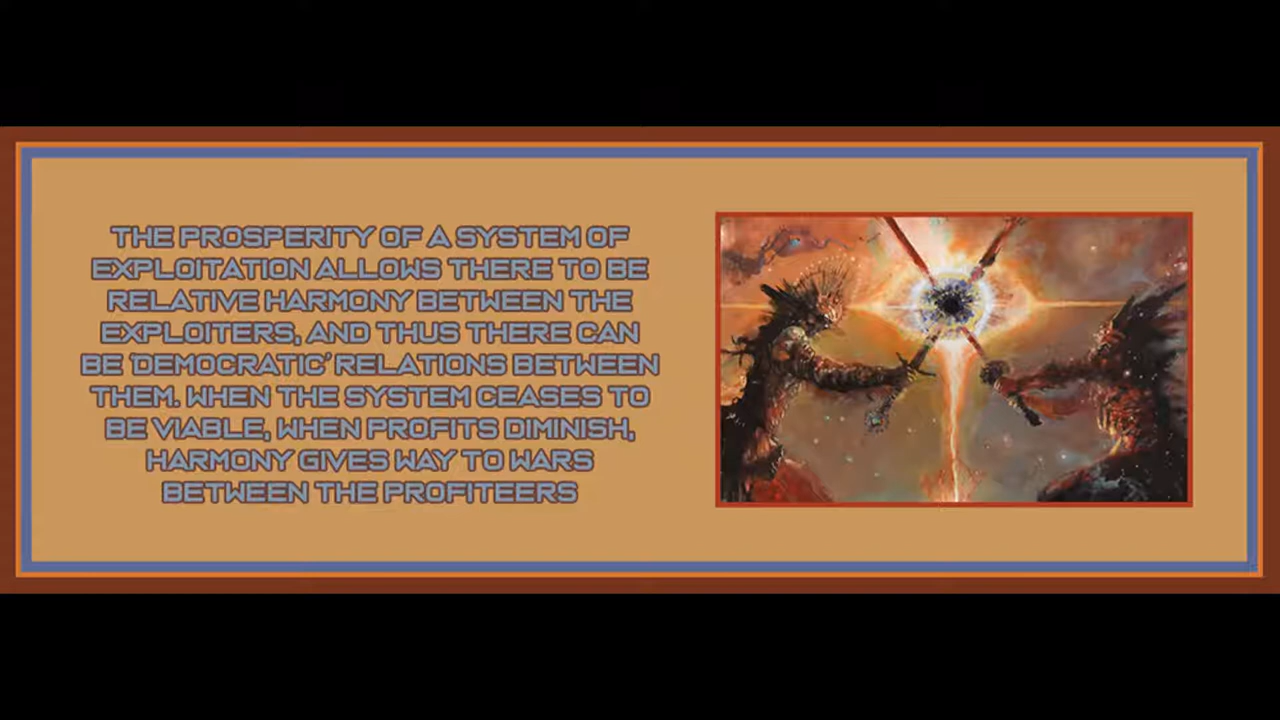 THE PROSPERITY OF A SYSTEM OF
EXPLOITATION ALLOWS THERE TO BE
RELATIVE HARMONY BETWEEN THE
EXPLOITERS, AND THUS THERE CAN
BE 'DEMOCRATIC' RELATIONS BETWEEN
THEM. WHEN THE SYSTEM CEASES TO
BE VIABLE, WHEN PROFITS DIMINISH,
HARMONY GIVES WAY TO WARS
BETWEEN THE PROFITEERS